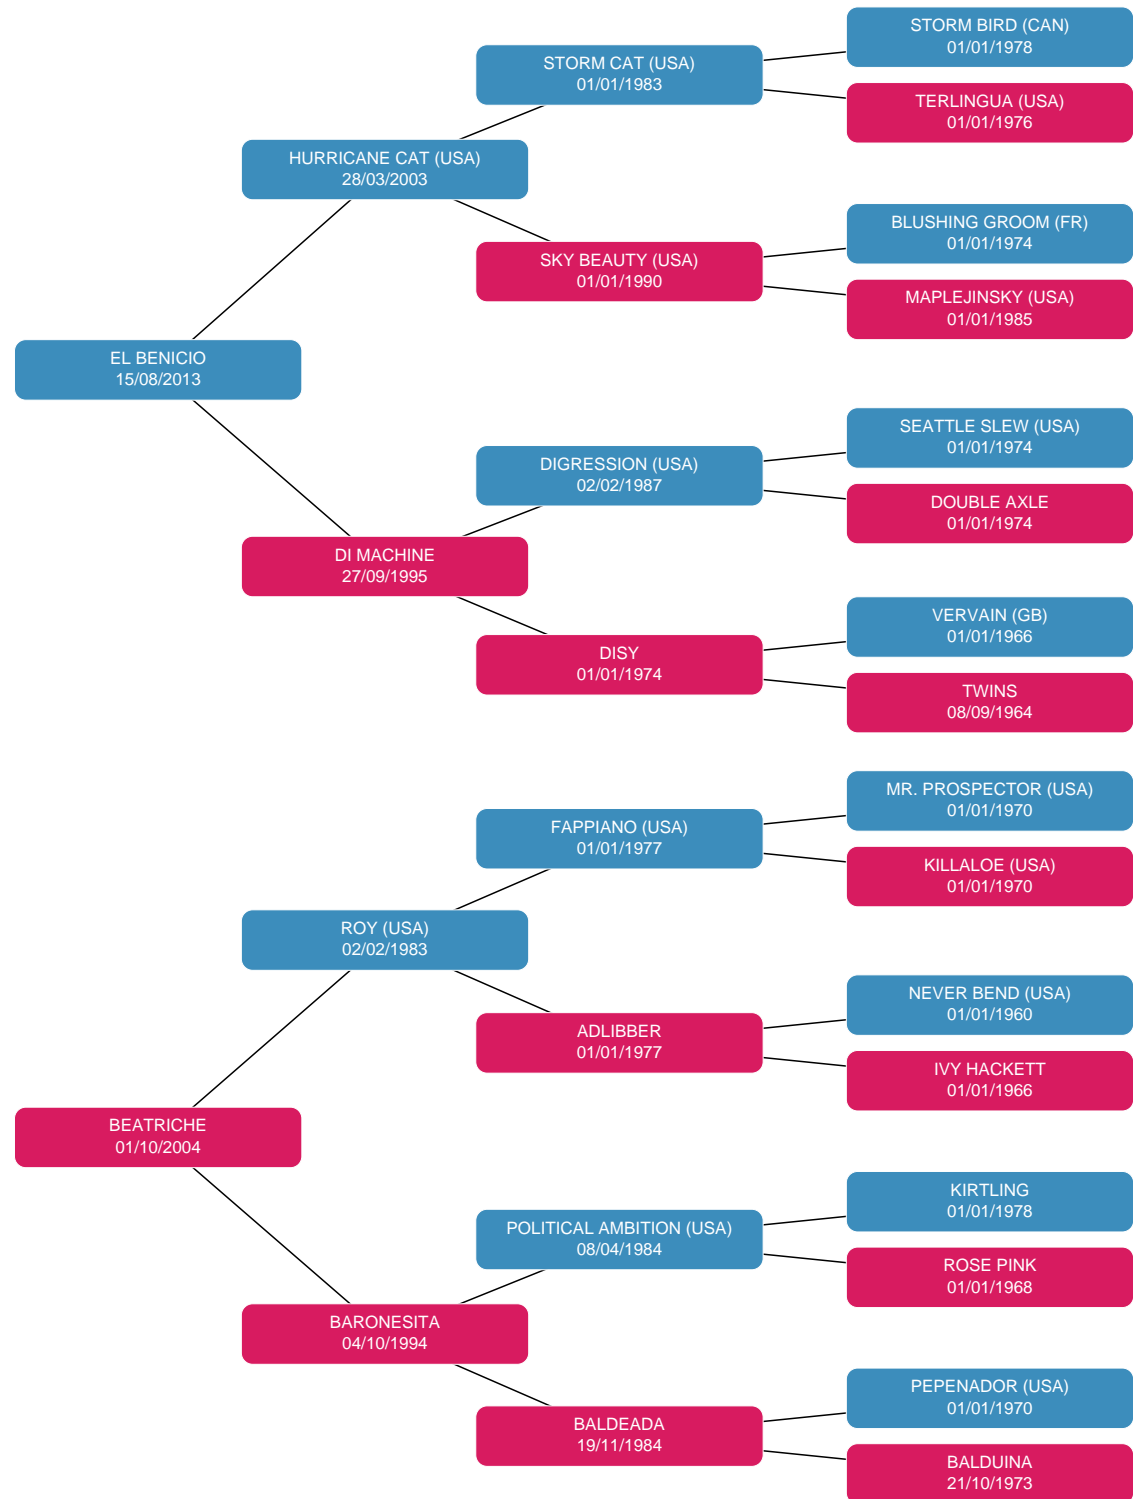 STORM BIRD (CAN)
01/01/1978
STORM CAT (USA)
01/01/1983
TERLINGUA (USA)
01/01/1976
HURRICANE CAT (USA)
28/03/2003
BLUSHING GROOM (FR)
01/01/1974
SKY BEAUTY (USA)
01/01/1990
MAPLEJINSKY (USA)
01/01/1985
EL BENICIO
15/08/2013
SEATTLE SLEW (USA)
01/01/1974
DIGRESSION (USA)
02/02/1987
DOUBLE AXLE
01/01/1974
DI MACHINE
27/09/1995
VERVAIN (GB)
01/01/1966
DISY
01/01/1974
TWINS
08/09/1964
MR. PROSPECTOR (USA)
01/01/1970
FAPPIANO (USA)
01/01/1977
KILLALOE (USA)
01/01/1970
ROY (USA)
02/02/1983
NEVER BEND (USA)
01/01/1960
ADLIBBER
01/01/1977
IVY HACKETT
01/01/1966
BEATRICHE
01/10/2004
KIRTLING
01/01/1978
POLITICAL AMBITION (USA)
08/04/1984
ROSE PINK
01/01/1968
BARONESITA
04/10/1994
PEPENADOR (USA)
01/01/1970
BALDEADA
19/11/1984
BALDUINA
21/10/1973